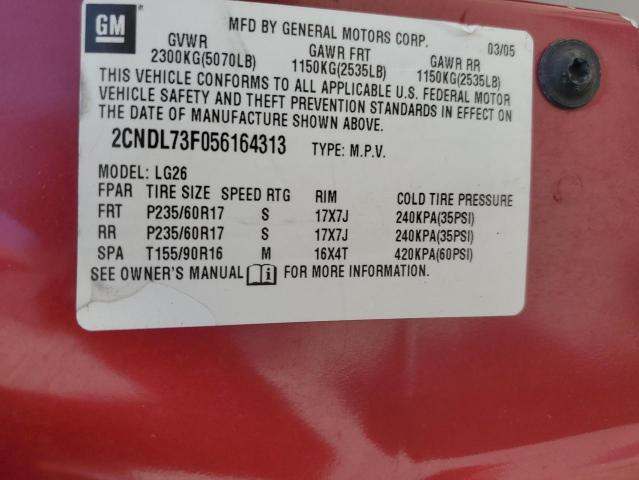 GM
MFD BY GENERAL MOTORS CORP. 03/05
GVWR GAWR FRT GAWR RR
2300KG(5070LB) 1150KG(2535LB) 1150KG(2535LB)
THIS VEHICLE CONFORMS TO ALL APPLICABLE U.S. FEDERAL MOTOR
VEHICLE SAFETY AND THEFT PREVENTION STANDARDS IN EFFECT ON
THE DATE OF MANUFACTURE SHOWN ABOVE.
2CNDL73F056164313 TYPE: M.P.V.
MODEL: LG26
FPAR TIRE SIZE SPEED RTG RIM COLD TIRE PRESSURE
FRT P235/60R17 S 17X7J 240KPA(35PSI)
RR P235/60R17 S 17X7J 240KPA(35PSI)
SPA T155/90R16 M 16X4T 420KPA(60PSI)
SEE OWNER'S MANUAL FOR MORE INFORMATION.